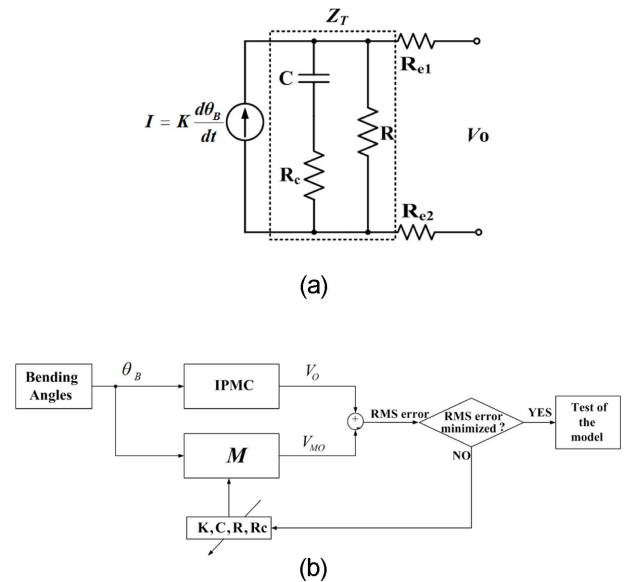 Z_T
C
R_e1
I = K dθ_B/dt
R
Vo
R_c
R_e2
(a)
Bending
Angles
θ_B
IPMC
V_O
+
RMS error
RMS error
minimized ?
YES
Test of
the
model
M
V_MO
NO
K, C, R, Rc
(b)